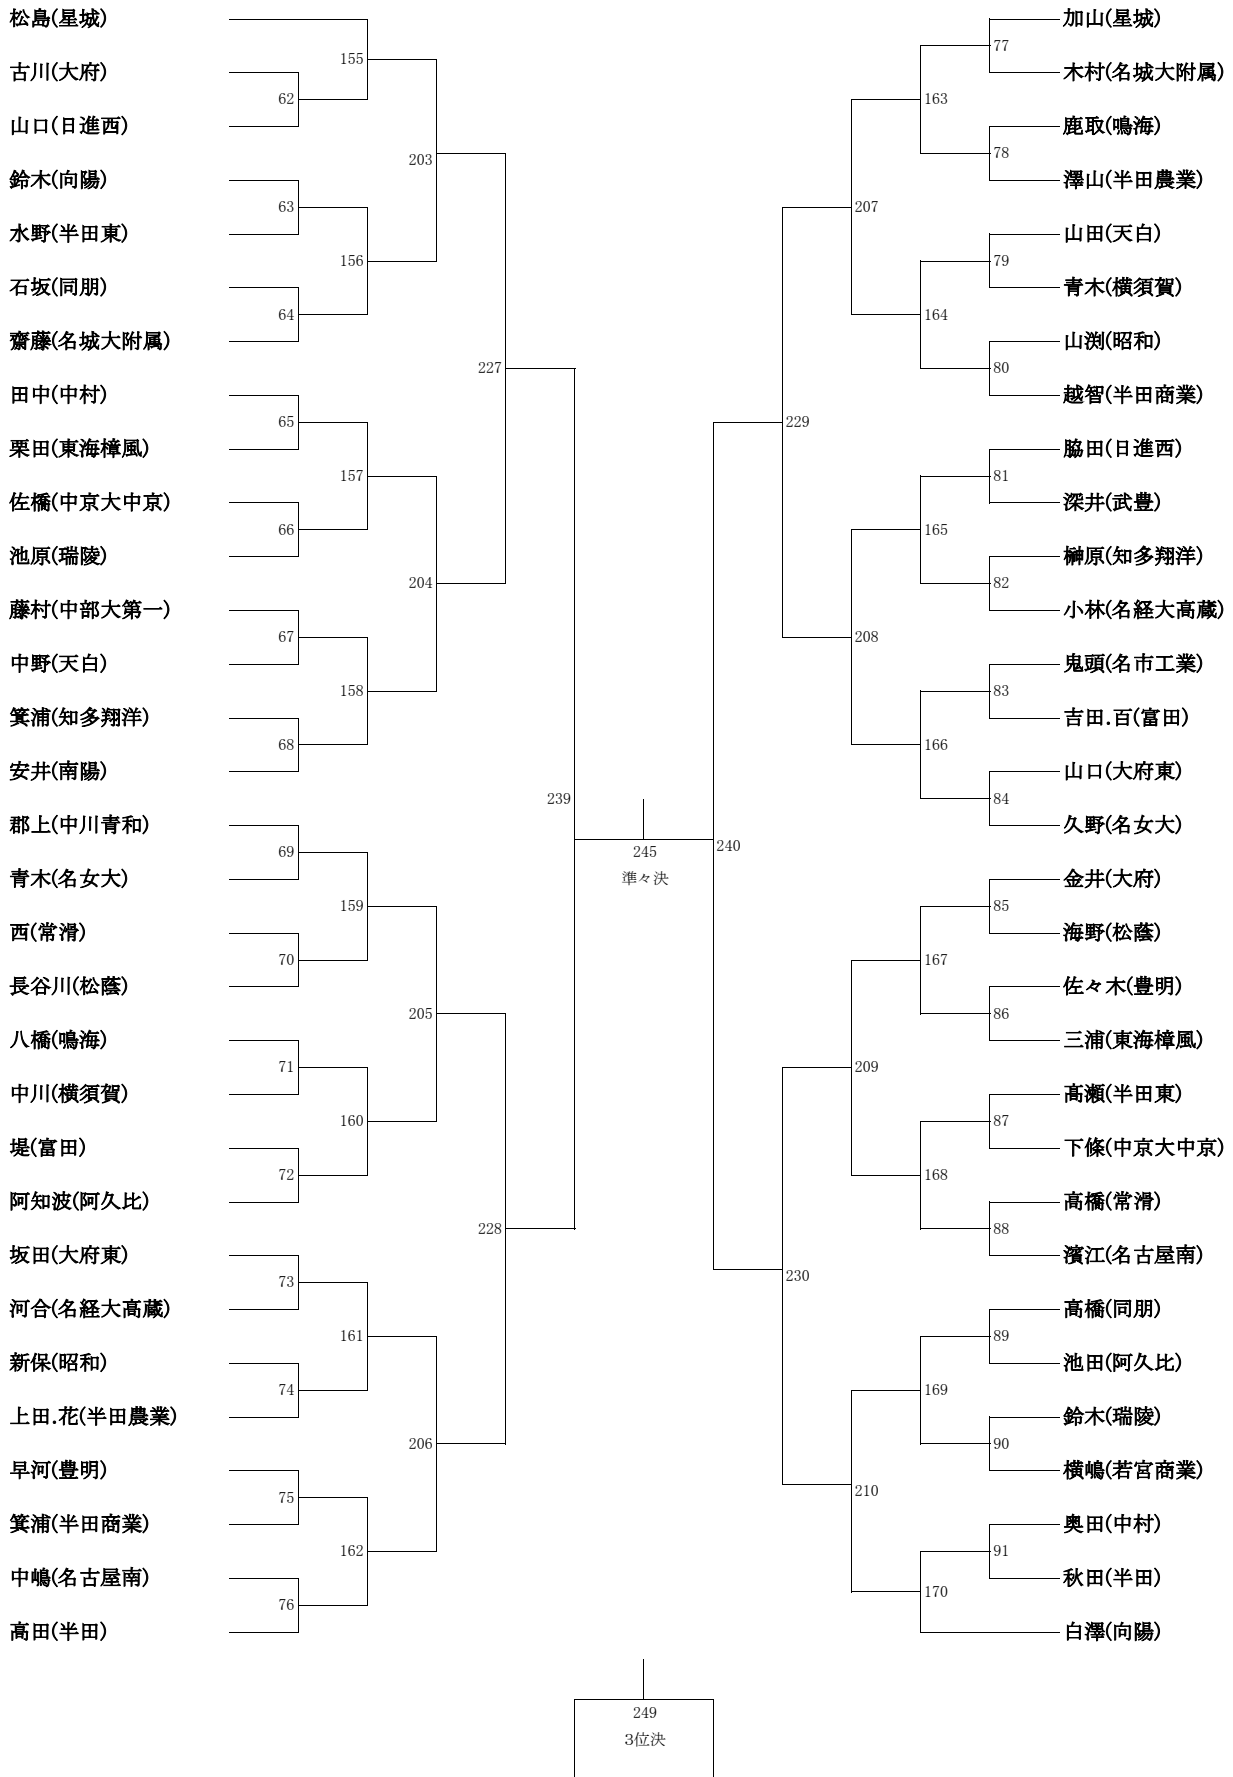 松島(星城)
古川(大府)
山口(日進西)
鈴木(向陽)
水野(半田東)
石坂(同朋)
齋藤(名城大附属)
田中(中村)
栗田(東海樟風)
佐橋(中京大中京)
池原(瑞陵)
藤村(中部大第一)
中野(天白)
箕浦(知多翔洋)
安井(南陽)
郡上(中川青和)
青木(名女大)
西(常滑)
長谷川(松蔭)
八橋(鳴海)
中川(横須賀)
堤(富田)
阿知波(阿久比)
坂田(大府東)
河合(名経大高蔵)
新保(昭和)
上田.花(半田農業)
早河(豊明)
箕浦(半田商業)
中嶋(名古屋南)
高田(半田)
62
63
64
65
66
67
68
69
70
71
72
73
74
75
76
155
156
157
158
159
160
161
162
203
204
205
206
227
228
239
245
準々決
240
229
230
207
208
209
210
163
164
165
166
167
168
169
170
77
78
79
80
81
82
83
84
85
86
87
88
89
90
91
加山(星城)
木村(名城大附属)
鹿取(鳴海)
澤山(半田農業)
山田(天白)
青木(横須賀)
山渕(昭和)
越智(半田商業)
脇田(日進西)
深井(武豊)
榊原(知多翔洋)
小林(名経大高蔵)
鬼頭(名市工業)
吉田.百(富田)
山口(大府東)
久野(名女大)
金井(大府)
海野(松蔭)
佐々木(豊明)
三浦(東海樟風)
髙瀬(半田東)
下條(中京大中京)
高橋(常滑)
濱江(名古屋南)
髙橋(同朋)
池田(阿久比)
鈴木(瑞陵)
横嶋(若宮商業)
奥田(中村)
秋田(半田)
白澤(向陽)
249
3位決